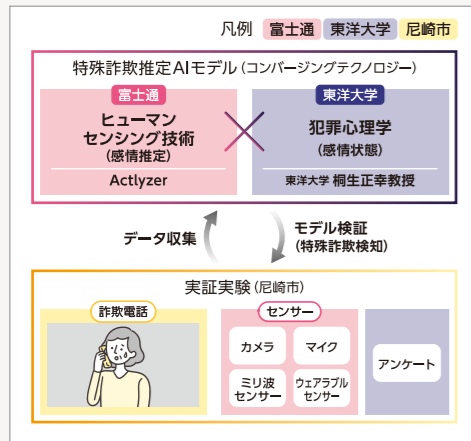 凡例 富士通 東洋大学 尼崎市
特殊詐欺推定AIモデル(コンバージングテクノロジー)
富士通
ヒューマン
センシング技術
(感情推定)
Actlyzer
東洋大学
犯罪心理学
(感情状態)
東洋大学 桐生正幸教授
データ収集
モデル検証
(特殊詐欺検知)
実証実験(尼崎市)
詐欺電話
センサー
カメラ
マイク
ミリ波
センサー
ウェアラブル
センサー
アンケート